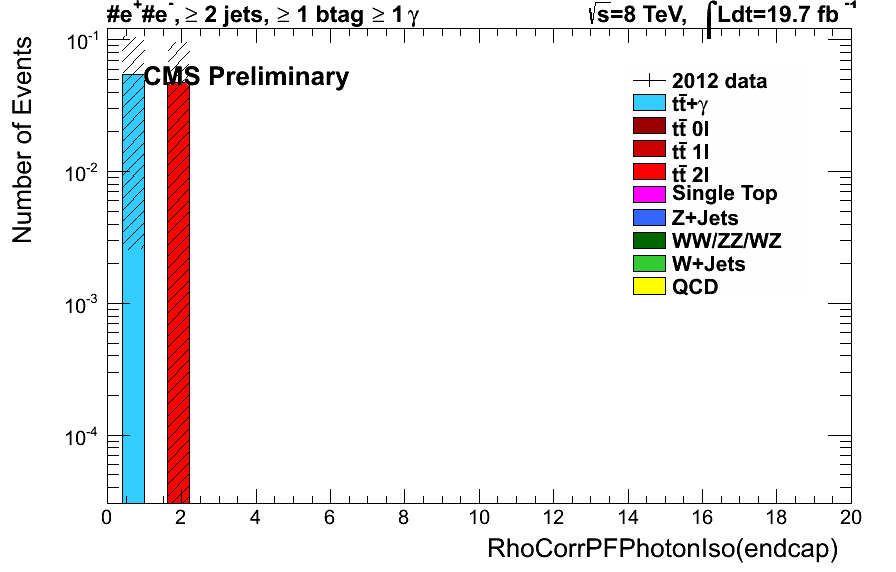 #e⁺#e⁻, ≥ 2 jets, ≥ 1 btag ≥ 1 γ
√s=8 TeV, ∫Ldt=19.7 fb⁻¹
CMS Preliminary
Number of Events
10⁻¹
10⁻²
10⁻³
10⁻⁴
2012 data
tt̄+γ
tt̄ 0l
tt̄ 1l
tt̄ 2l
Single Top
Z+Jets
WW/ZZ/WZ
W+Jets
QCD
0 2 4 6 8 10 12 14 16 18 20
RhoCorrPFPhotonIso(endcap)